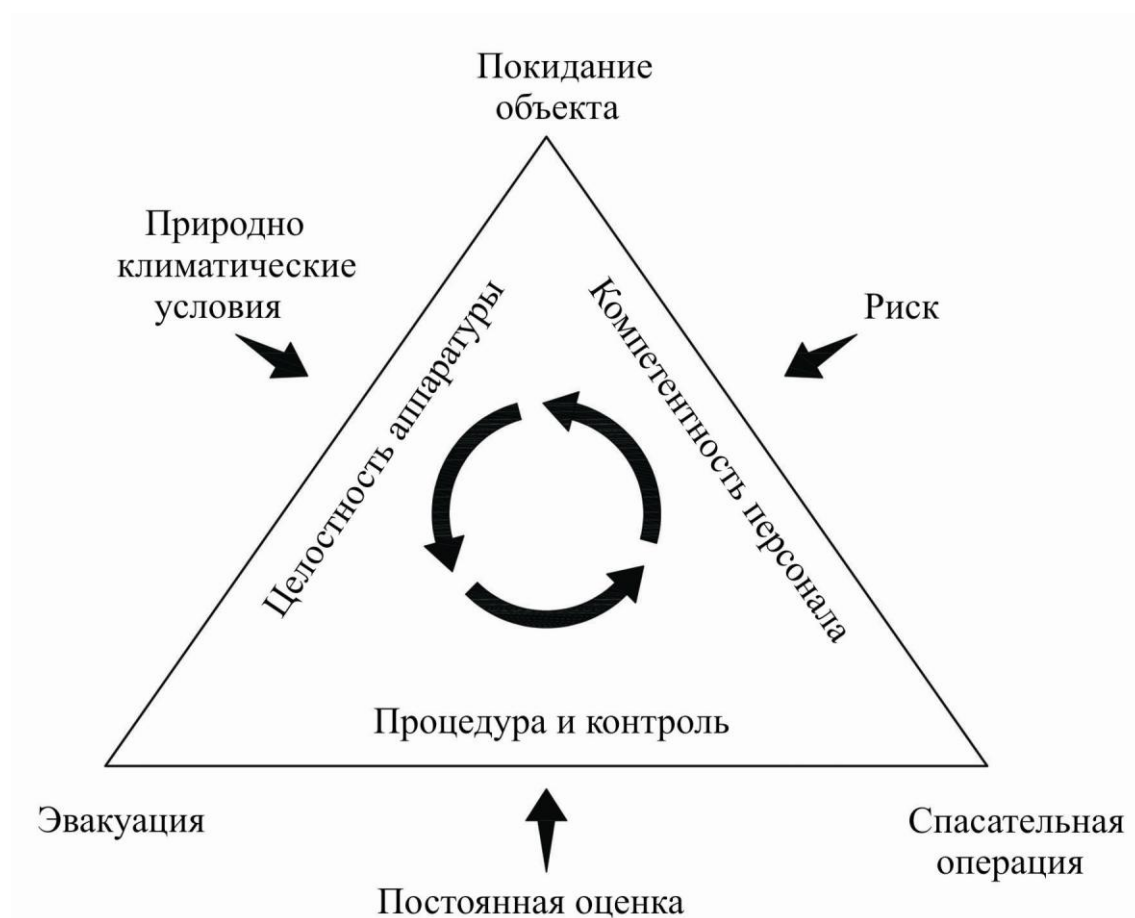 Покидание
объекта
Природно
климатические
условия
Риск
Целостность аппаратуры
Компетентность персонала
Процедура и контроль
Эвакуация
Спасательная
операция
Постоянная оценка